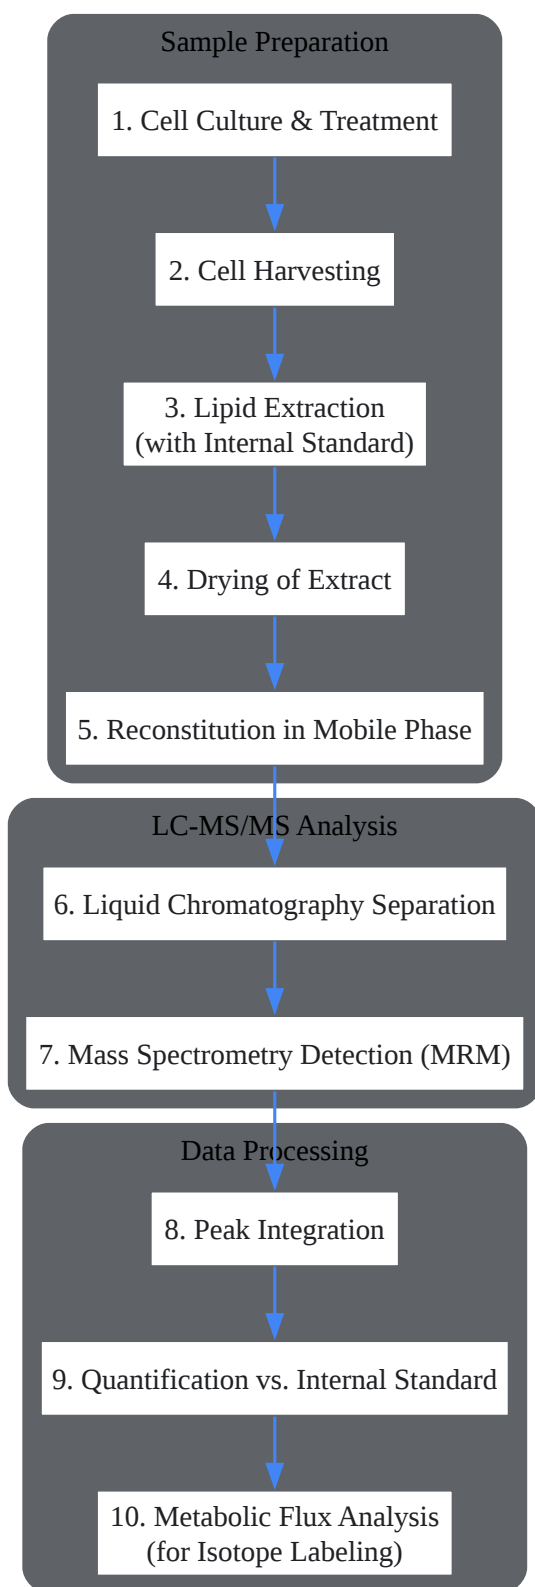 Sample Preparation
1. Cell Culture & Treatment
2. Cell Harvesting
3. Lipid Extraction
(with Internal Standard)
4. Drying of Extract
5. Reconstitution in Mobile Phase
LC-MS/MS Analysis
6. Liquid Chromatography Separation
7. Mass Spectrometry Detection (MRM)
Data Processing
8. Peak Integration
9. Quantification vs. Internal Standard
10. Metabolic Flux Analysis
(for Isotope Labeling)